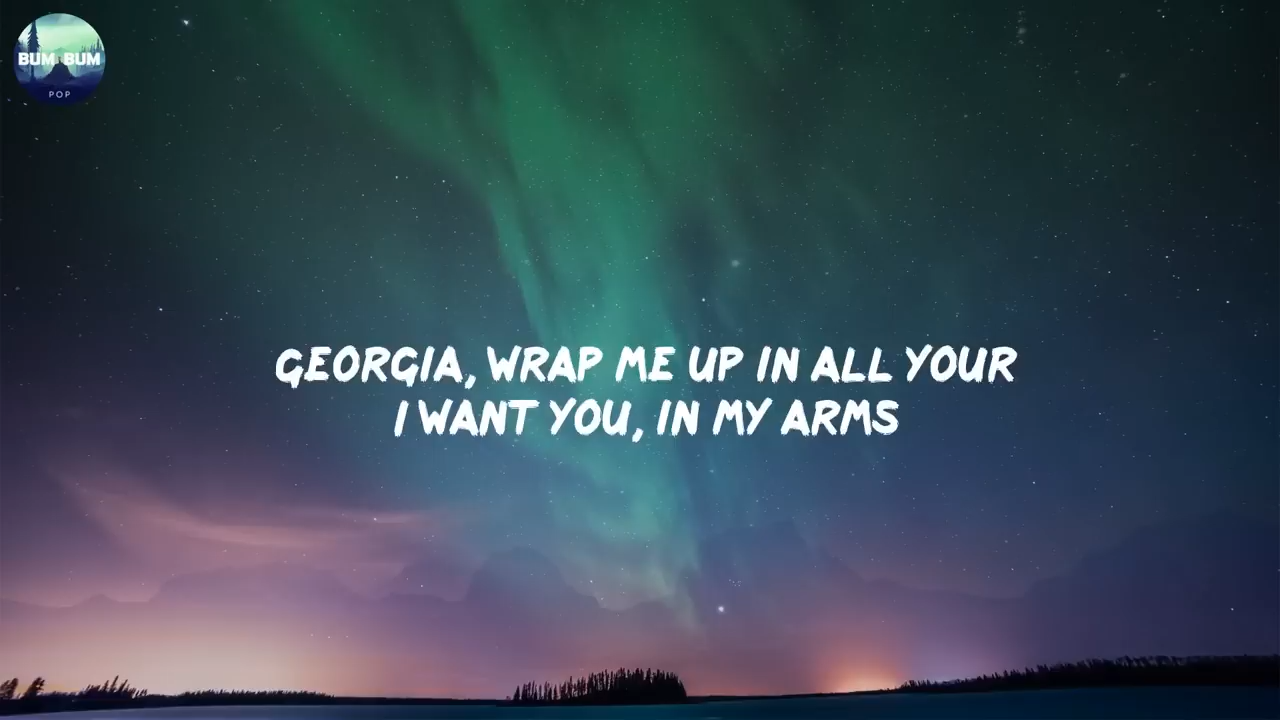 BUM BUM
POP
GEORGIA, WRAP ME UP IN ALL YOUR
I WANT YOU, IN MY ARMS